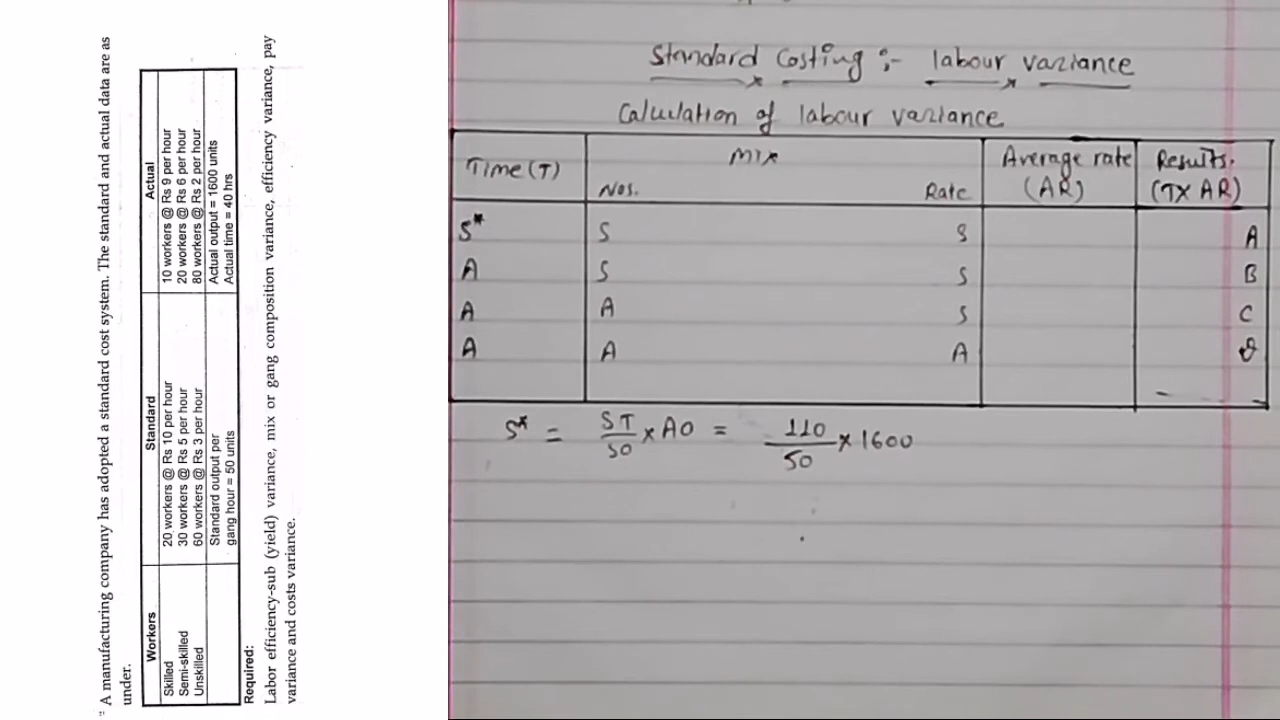 A manufacturing company has adopted a standard cost system. The standard and actual data are as
under.
Workers Standard Actual
Skilled 20 workers @ Rs 10 per hour 10 workers @ Rs 9 per hour
Semi-skilled 30 workers @ Rs 5 per hour 20 workers @ Rs 6 per hour
Unskilled 60 workers @ Rs 3 per hour 80 workers @ Rs 2 per hour
Standard output per Actual output = 1600 units
gang hour = 50 units Actual time = 40 hrs
Required:
Labor efficiency-sub (yield) variance, mix or gang composition variance, efficiency variance, pay
variance and costs variance.
Standard Costing :- labour variance
Calculation of labour variance
Time (T) Mix Average rate Results.
Nos. Rate (AR) (TX AR)
S* S S A
A S S B
A A S C
A A A D
S* = ST/SO × AO = 110/50 × 1600